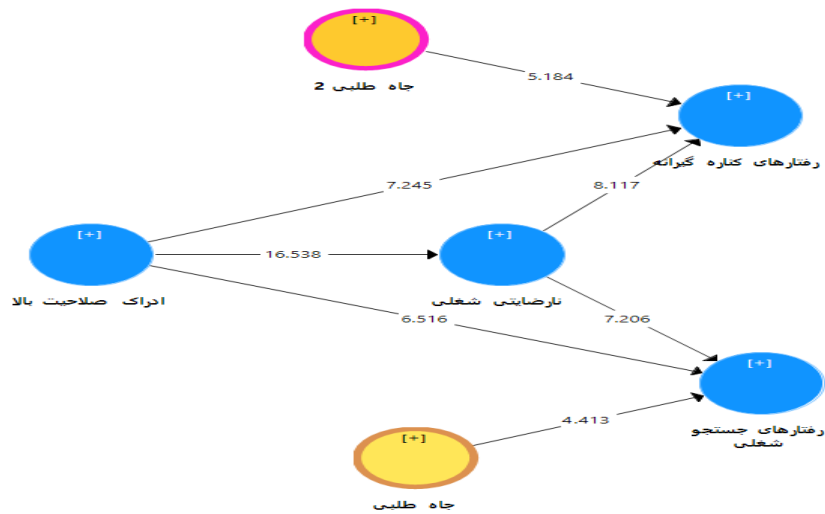 [+]
جاه طلبی 2
5.184
[+]
رفتارهای کناره گیرانه
7.245
8.117
[+]
ادراک صلاحیت بالا
16.538
[+]
نارضایتی شغلی
6.516
7.206
[+]
رفتارهای جستجو
شغلی
4.413
[+]
جاه طلبی